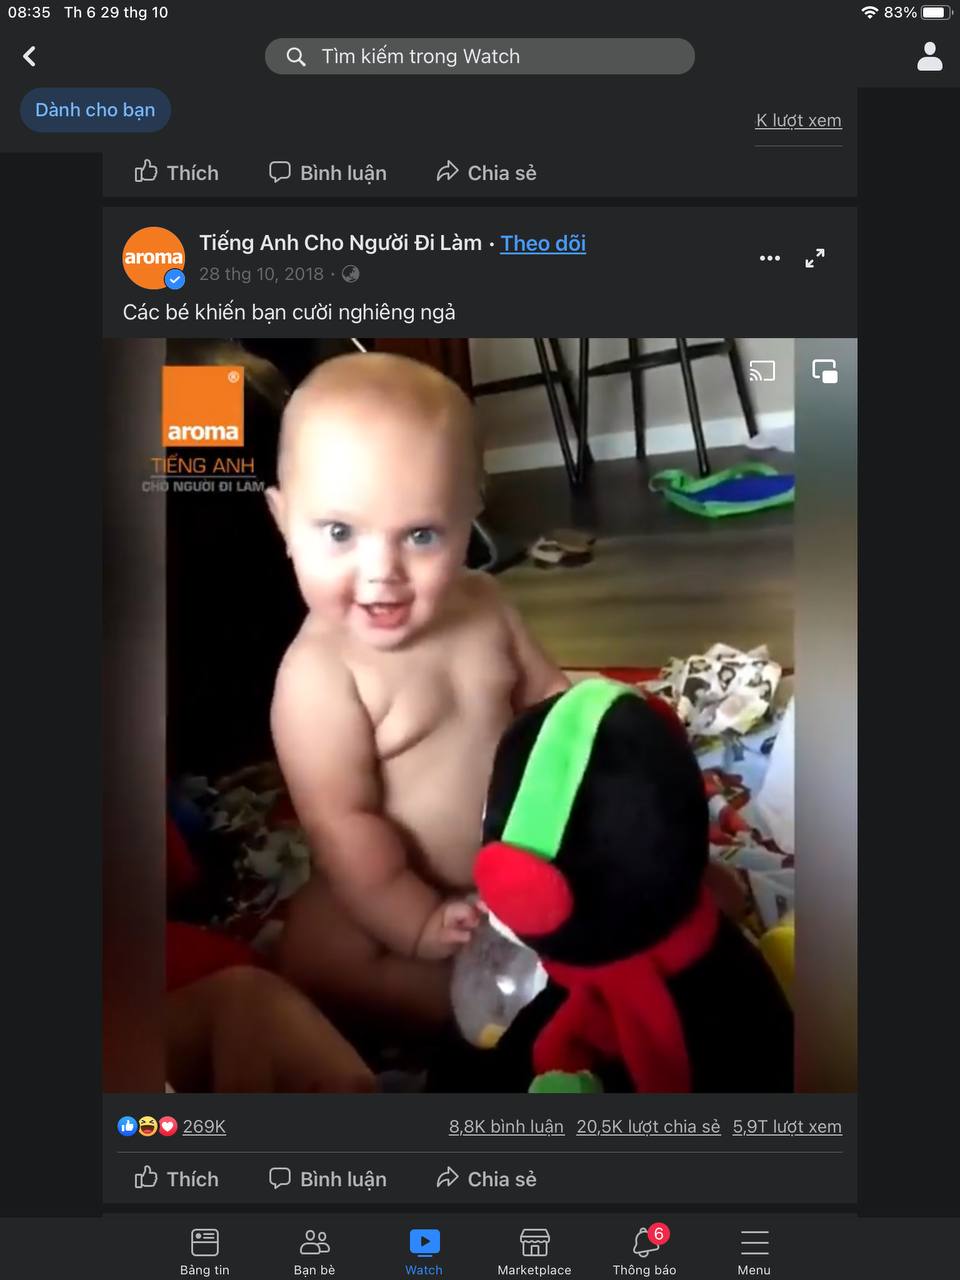 08:35 Th 6 29 thg 10 83%
Tìm kiếm trong Watch
Dành cho bạn
K lượt xem
Thích Bình luận Chia sẻ
aroma
Tiếng Anh Cho Người Đi Làm · Theo dõi
28 thg 10, 2018 ·
Các bé khiến bạn cười nghiêng ngả
®
aroma
TIẾNG ANH
CHO NGƯỜI ĐI LÀM
269K 8,8K bình luận 20,5K lượt chia sẻ 5,9T lượt xem
Thích Bình luận Chia sẻ
6
Bảng tin Bạn bè Watch Marketplace Thông báo Menu